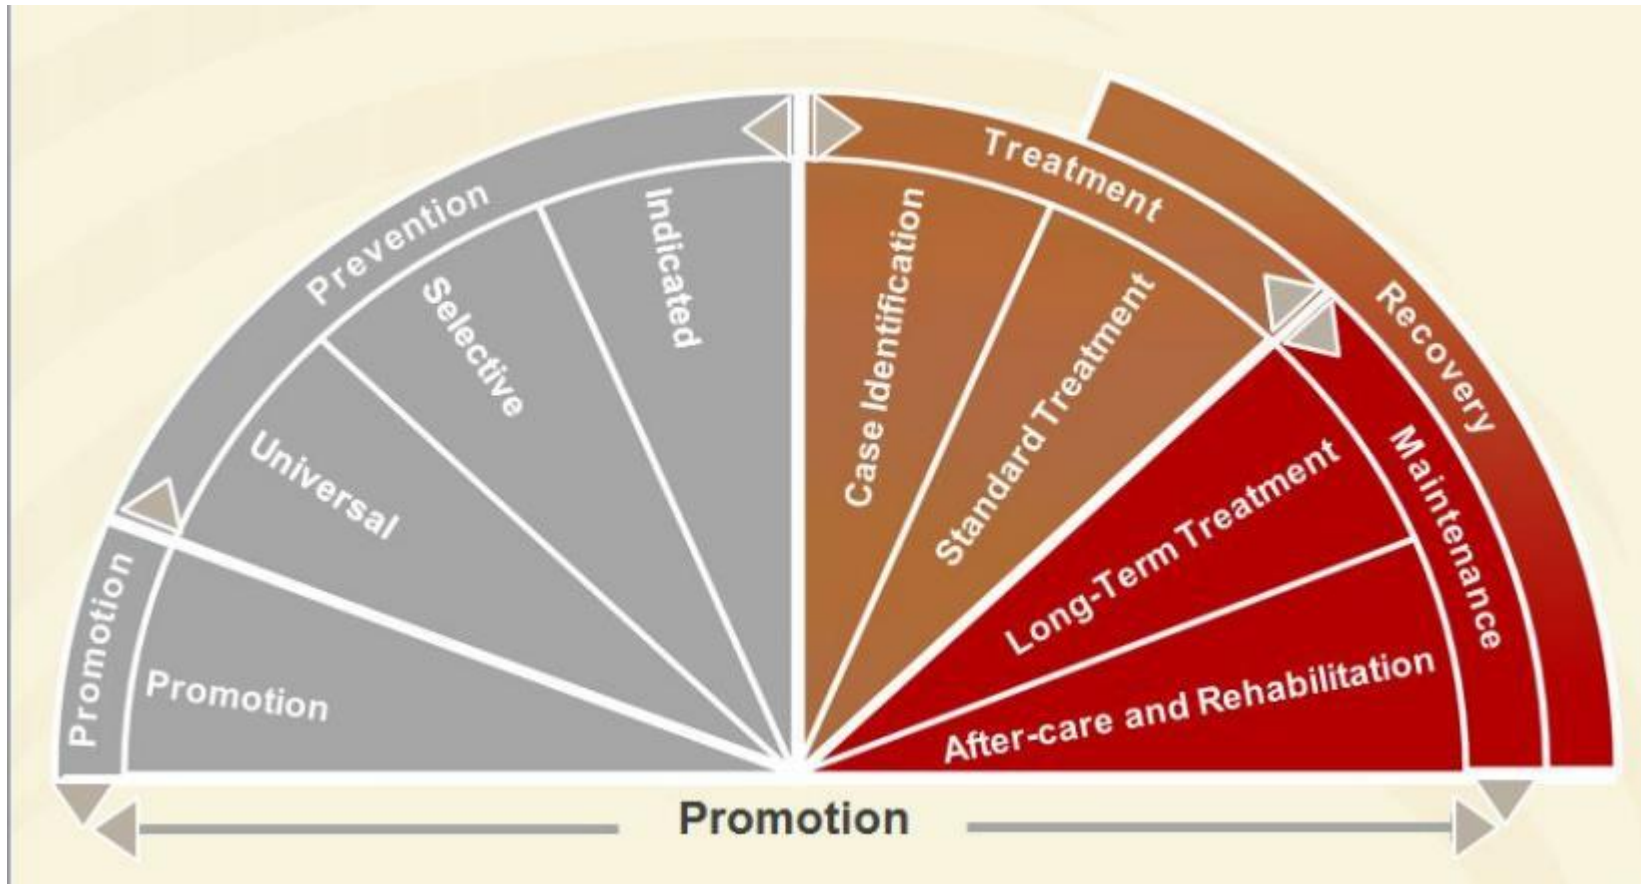 Promotion
Prevention
Treatment
Recovery
Maintenance
Promotion
Universal
Selective
Indicated
Case Identification
Standard Treatment
Long-Term Treatment
After-care and Rehabilitation
Promotion